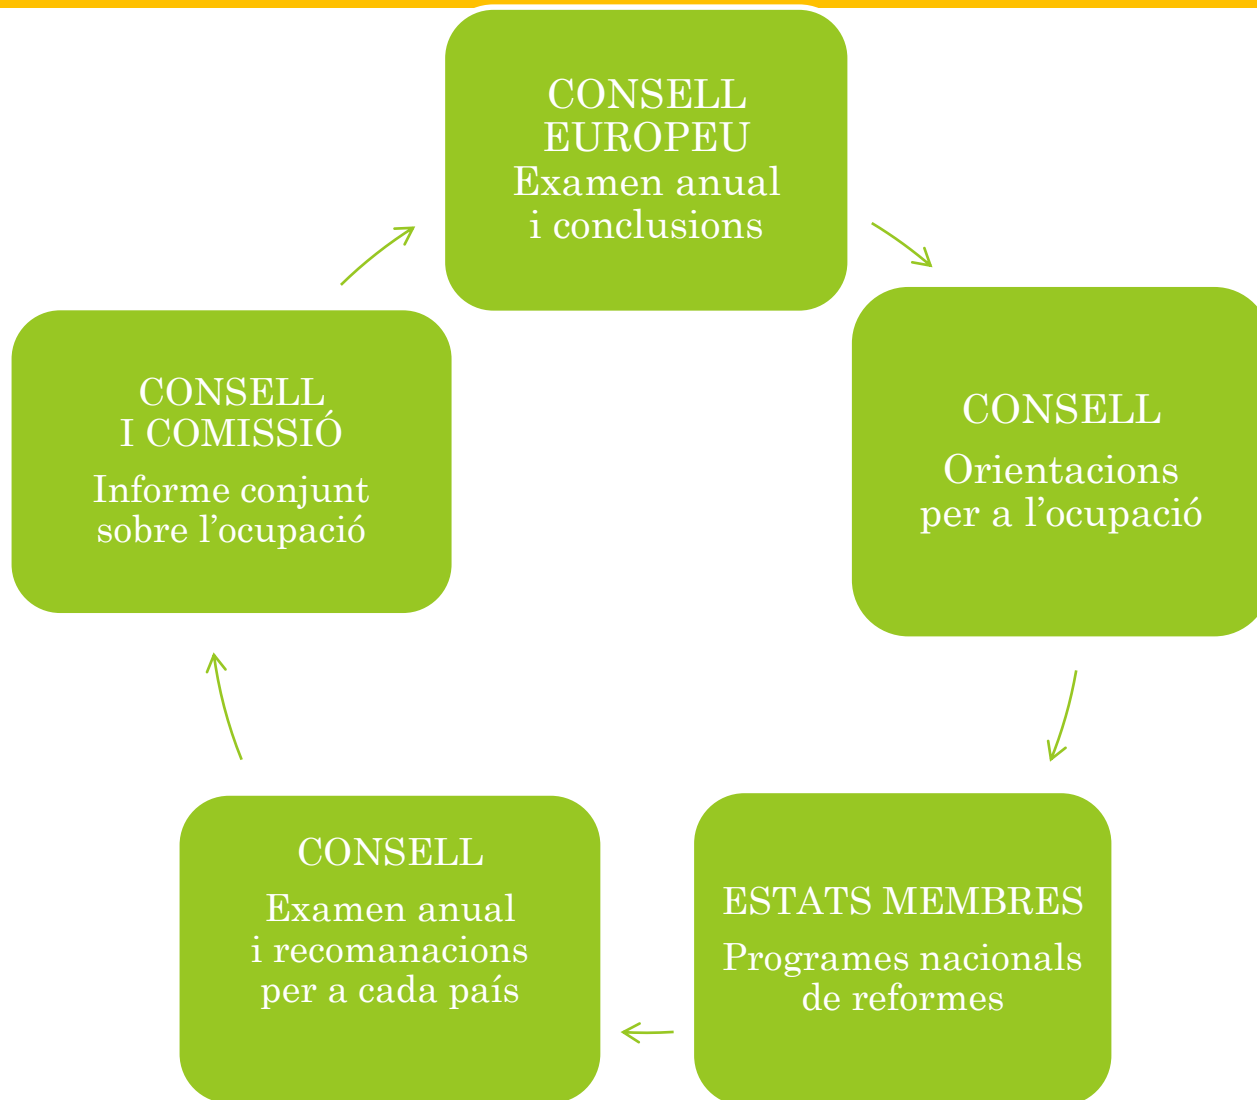 CONSELL
EUROPEU
Examen anual
i conclusions
CONSELL
Orientacions
per a l’ocupació
ESTATS MEMBRES
Programes nacionals
de reformes
CONSELL
Examen anual
i recomanacions
per a cada país
CONSELL
I COMISSIÓ
Informe conjunt
sobre l’ocupació